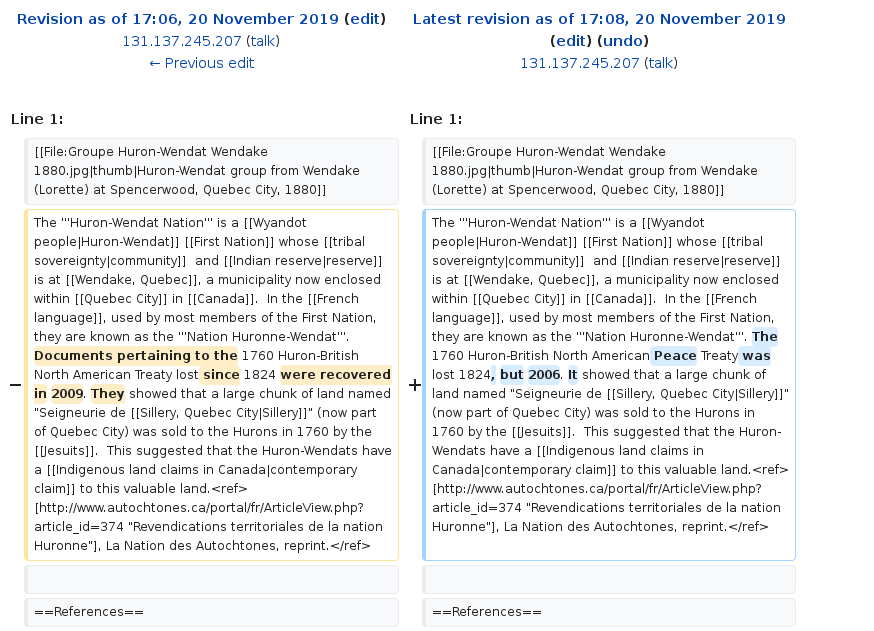 Revision as of 17:06, 20 November 2019 (edit)
131.137.245.207 (talk)
← Previous edit
Latest revision as of 17:08, 20 November 2019
(edit) (undo)
131.137.245.207 (talk)
Line 1:
Line 1:
[[File:Groupe Huron-Wendat Wendake
1880.jpg|thumb|Huron-Wendat group from Wendake
(Lorette) at Spencerwood, Quebec City, 1880]]
[[File:Groupe Huron-Wendat Wendake
1880.jpg|thumb|Huron-Wendat group from Wendake
(Lorette) at Spencerwood, Quebec City, 1880]]
−
The '''Huron-Wendat Nation''' is a [[Wyandot
people|Huron-Wendat]] [[First Nation]] whose [[tribal
sovereignty|community]]  and [[Indian reserve|reserve]]
is at [[Wendake, Quebec]], a municipality now enclosed
within [[Quebec City]] in [[Canada]].  In the [[French
language]], used by most members of the First Nation,
they are known as the '''Nation Huronne-Wendat'''.
Documents pertaining to the 1760 Huron-British
North American Treaty lost since 1824 were recovered
in 2009. They showed that a large chunk of land named
"Seigneurie de [[Sillery, Quebec City|Sillery]]" (now part
of Quebec City) was sold to the Hurons in 1760 by the
[[Jesuits]].  This suggested that the Huron-Wendats have
a [[Indigenous land claims in Canada|contemporary
claim]] to this valuable land.<ref>
[http://www.autochtones.ca/portal/fr/ArticleView.php?
article_id=374 "Revendications territoriales de la nation
Huronne"], La Nation des Autochtones, reprint.</ref>
+
The '''Huron-Wendat Nation''' is a [[Wyandot
people|Huron-Wendat]] [[First Nation]] whose [[tribal
sovereignty|community]]  and [[Indian reserve|reserve]]
is at [[Wendake, Quebec]], a municipality now enclosed
within [[Quebec City]] in [[Canada]].  In the [[French
language]], used by most members of the First Nation,
they are known as the '''Nation Huronne-Wendat'''. The
1760 Huron-British North American Peace Treaty was
lost 1824, but 2006. It showed that a large chunk of
land named "Seigneurie de [[Sillery, Quebec City|Sillery]]"
(now part of Quebec City) was sold to the Hurons in
1760 by the [[Jesuits]].  This suggested that the Huron-
Wendats have a [[Indigenous land claims in
Canada|contemporary claim]] to this valuable land.<ref>
[http://www.autochtones.ca/portal/fr/ArticleView.php?
article_id=374 "Revendications territoriales de la nation
Huronne"], La Nation des Autochtones, reprint.</ref>
==References==
==References==